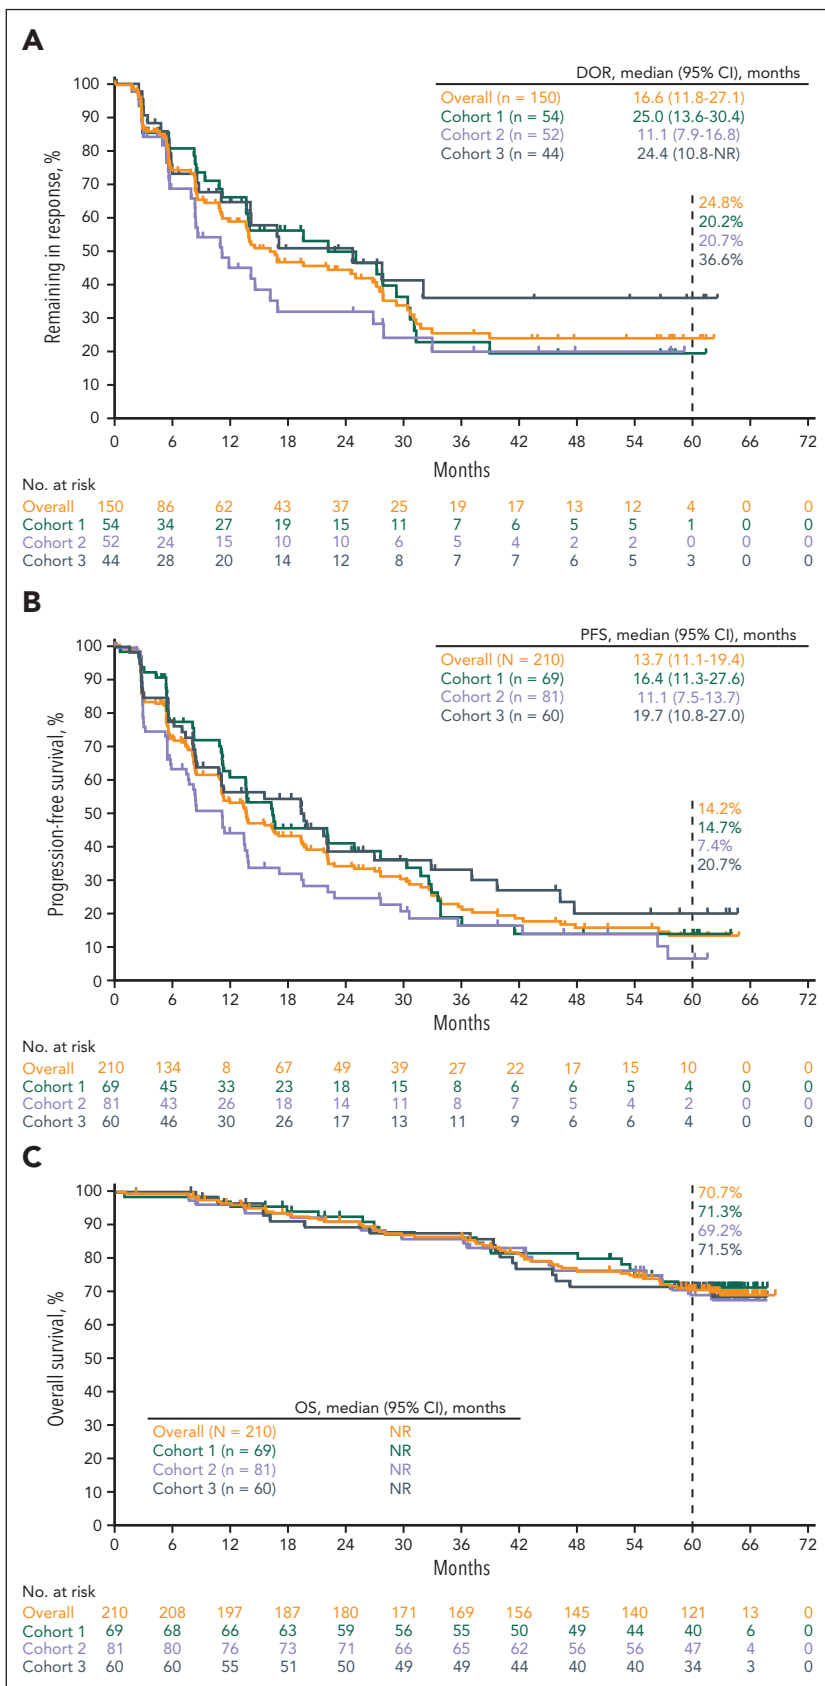 A
DOR, median (95% CI), months
Overall (n = 150) 16.6 (11.8-27.1)
Cohort 1 (n = 54) 25.0 (13.6-30.4)
Cohort 2 (n = 52) 11.1 (7.9-16.8)
Cohort 3 (n = 44) 24.4 (10.8-NR)
24.8%
20.2%
20.7%
36.6%
Remaining in response, %
100
90
80
70
60
50
40
30
20
10
0
0 6 12 18 24 30 36 42 48 54 60 66 72
Months
No. at risk
Overall 150 86 62 43 37 25 19 17 13 12 4 0 0
Cohort 1 54 34 27 19 15 11 7 6 5 5 1 0 0
Cohort 2 52 24 15 10 10 6 5 4 2 2 0 0 0
Cohort 3 44 28 20 14 12 8 7 7 6 5 3 0 0
B
PFS, median (95% CI), months
Overall (N = 210) 13.7 (11.1-19.4)
Cohort 1 (n = 69) 16.4 (11.3-27.6)
Cohort 2 (n = 81) 11.1 (7.5-13.7)
Cohort 3 (n = 60) 19.7 (10.8-27.0)
14.2%
14.7%
7.4%
20.7%
Progression-free survival, %
100
90
80
70
60
50
40
30
20
10
0
0 6 12 18 24 30 36 42 48 54 60 66 72
Months
No. at risk
Overall 210 134 8 67 49 39 27 22 17 15 10 0 0
Cohort 1 69 45 33 23 18 15 8 6 6 5 4 0 0
Cohort 2 81 43 26 18 14 11 8 7 5 4 2 0 0
Cohort 3 60 46 30 26 17 13 11 9 6 6 4 0 0
C
70.7%
71.3%
69.2%
71.5%
Overall survival, %
100
90
80
70
60
50
40
30
20
10
0
OS, median (95% CI), months
Overall (N = 210) NR
Cohort 1 (n = 69) NR
Cohort 2 (n = 81) NR
Cohort 3 (n = 60) NR
0 6 12 18 24 30 36 42 48 54 60 66 72
Months
No. at risk
Overall 210 208 197 187 180 171 169 156 145 140 121 13 0
Cohort 1 69 68 66 63 59 56 55 50 49 44 40 6 0
Cohort 2 81 80 76 73 71 66 65 62 56 56 47 4 0
Cohort 3 60 60 55 51 50 49 49 44 40 40 34 3 0